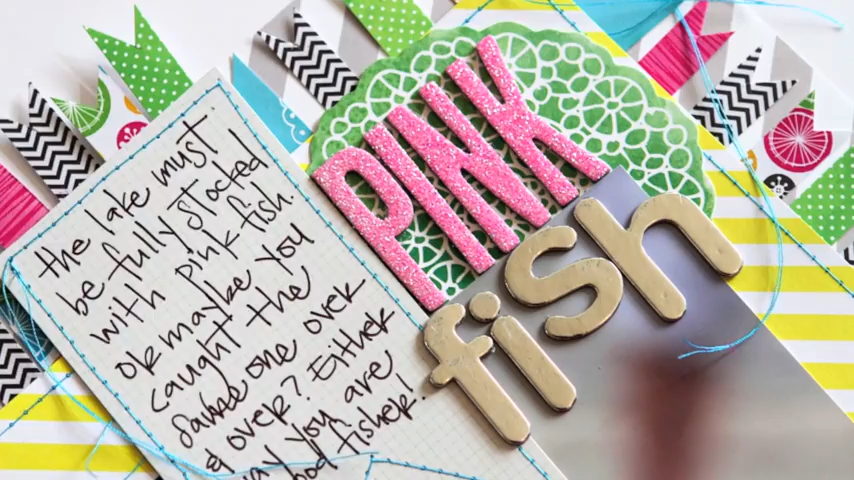 PINK
fish
the lake must
be fully stocked
with pink fish.
or maybe you
caught the
same one over
& over? Either
you are
fisher!